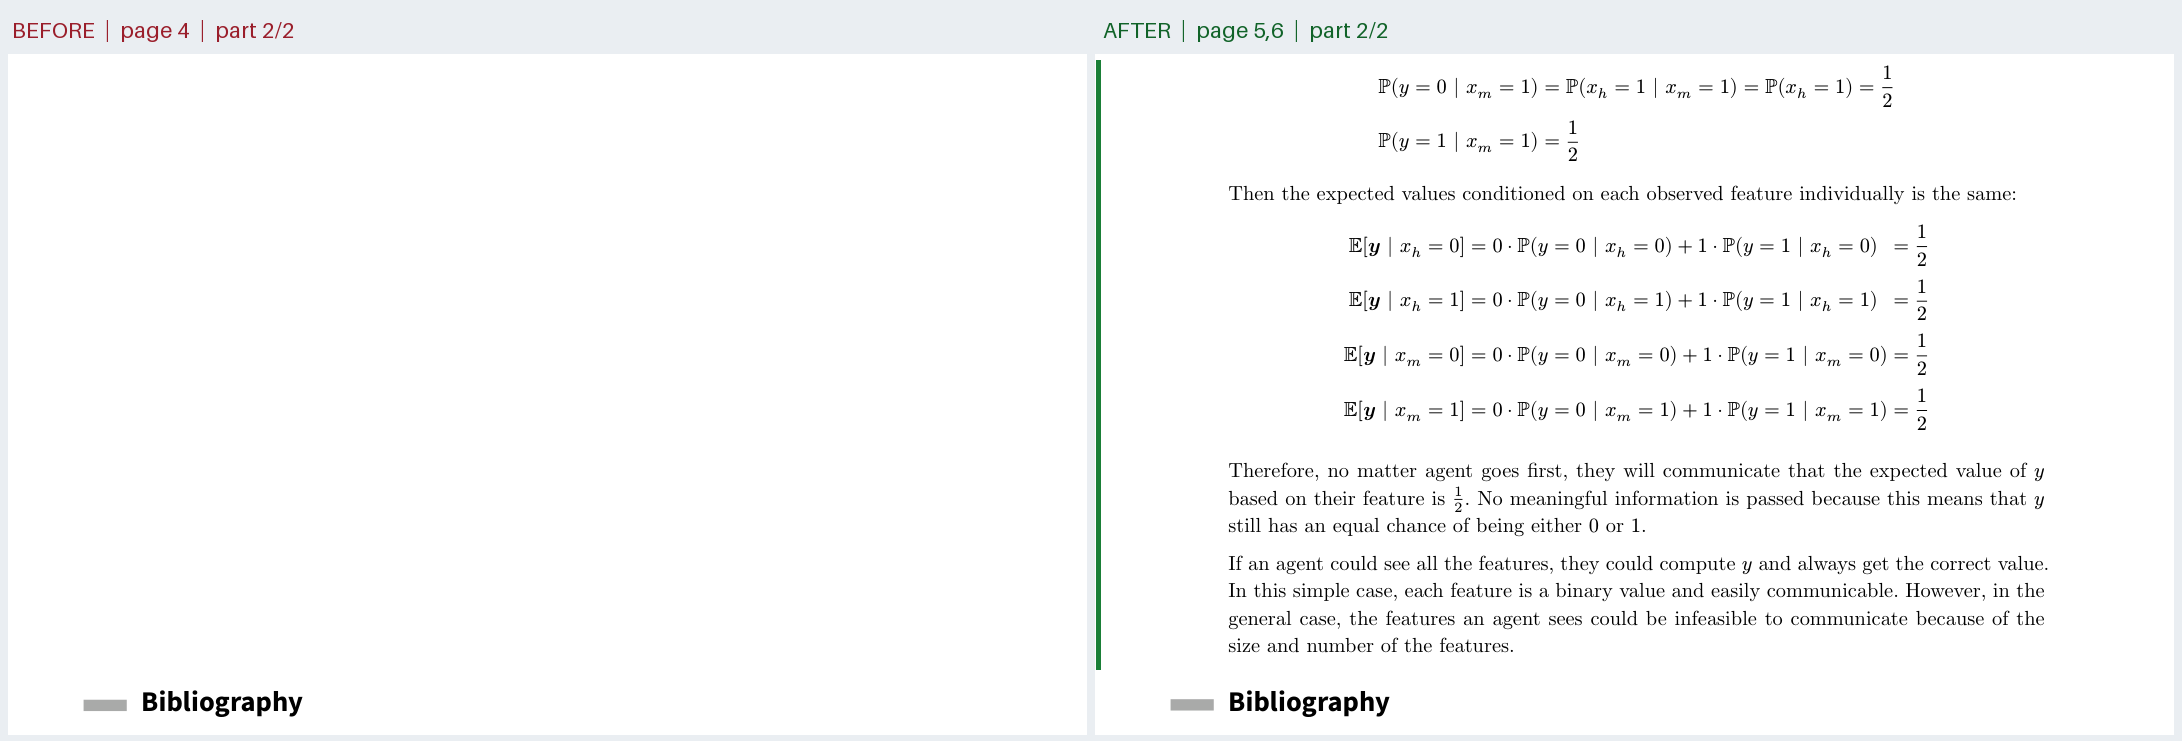 BEFORE | page 4 | part 2/2
Bibliography
AFTER | page 5,6 | part 2/2
ℙ(y = 0 | x_m = 1) = ℙ(x_h = 1 | x_m = 1) = ℙ(x_h = 1) = 1/2
ℙ(y = 1 | x_m = 1) = 1/2
Then the expected values conditioned on each observed feature individually is the same:
𝔼[y | x_h = 0] = 0 · ℙ(y = 0 | x_h = 0) + 1 · ℙ(y = 1 | x_h = 0) = 1/2
𝔼[y | x_h = 1] = 0 · ℙ(y = 0 | x_h = 1) + 1 · ℙ(y = 1 | x_h = 1) = 1/2
𝔼[y | x_m = 0] = 0 · ℙ(y = 0 | x_m = 0) + 1 · ℙ(y = 1 | x_m = 0) = 1/2
𝔼[y | x_m = 1] = 0 · ℙ(y = 0 | x_m = 1) + 1 · ℙ(y = 1 | x_m = 1) = 1/2
Therefore, no matter agent goes first, they will communicate that the expected value of y
based on their feature is 1/2. No meaningful information is passed because this means that y
still has an equal chance of being either 0 or 1.
If an agent could see all the features, they could compute y and always get the correct value.
In this simple case, each feature is a binary value and easily communicable. However, in the
general case, the features an agent sees could be infeasible to communicate because of the
size and number of the features.
Bibliography